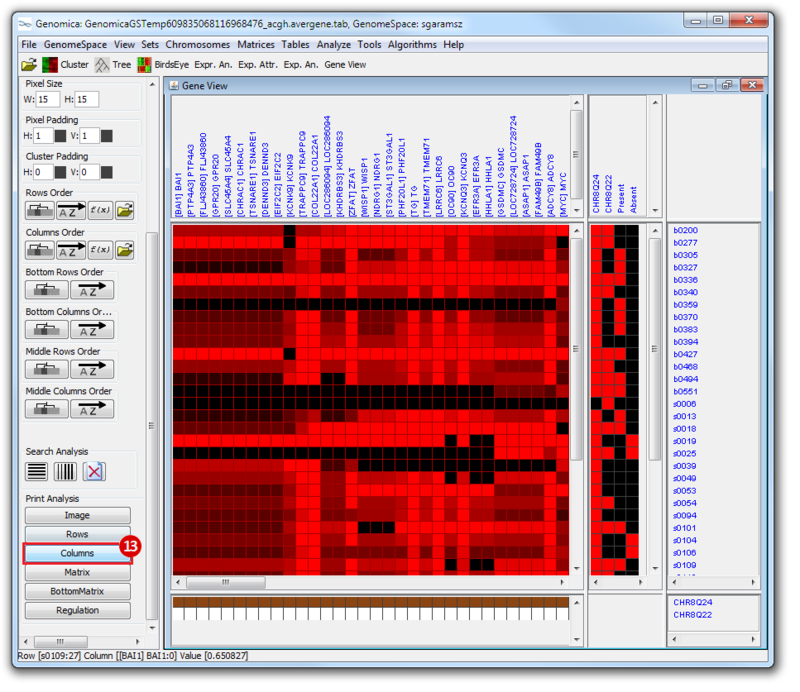 Genomica: GenomicaGSTemp609835068116968476_acgh.avergene.tab, GenomeSpace: sgaramsz
File GenomeSpace View Sets Chromosomes Matrices Tables Analyze Tools Algorithms Help
Cluster Tree BirdsEye Expr. An. Expr. Attr. Exp. An. Gene View
Pixel Size
W: 15 H: 15
Pixel Padding
H: 1 V: 1
Cluster Padding
H: 0 V: 0
Rows Order
A Z f(x)
Columns Order
A Z f(x)
Bottom Rows Order
A Z
Bottom Columns Or...
A Z
Middle Rows Order
A Z
Middle Columns Order
A Z
Search Analysis
Print Analysis
Image
Rows
Columns
13
Matrix
BottomMatrix
Regulation
Gene View
[BAI1] BAI1
[PTP4A3] PTP4A3
[FLJ43860] FLJ43860
[GPR20] GPR20
[SLC45A4] SLC45A4
[CHRAC1] CHRAC1
[TSNARE1] TSNARE1
[DENND3] DENND3
[EIF2C2] EIF2C2
[KCNK9] KCNK9
[TRAPPC9] TRAPPC9
[COL22A1] COL22A1
[LOC286094] LOC286094
[KHDRBS3] KHDRBS3
[ZFAT] ZFAT
[WISP1] WISP1
[NDRG1] NDRG1
[ST3GAL1] ST3GAL1
[PHF20L1] PHF20L1
[TG] TG
[TMEM71] TMEM71
[LRRC6] LRRC6
[OC90] OC90
[KCNQ3] KCNQ3
[EFR3A] EFR3A
[HHLA1] HHLA1
[GSDMC] GSDMC
[LOC728724] LOC728724
[ASAP1] ASAP1
[FAM49B] FAM49B
[ADCY8] ADCY8
[MYC] MYC
CHR8Q24
CHR8Q22
Present
Absent
b0200
b0277
b0305
b0327
b0336
b0340
b0359
b0370
b0383
b0394
b0427
b0468
b0494
b0551
s0006
s0013
s0018
s0019
s0025
s0039
s0049
s0053
s0054
s0094
s0101
s0104
s0106
s0109
CHR8Q24
CHR8Q22
Row [s0109:27] Column [[BAI1] BAI1:0] Value [0.650827]